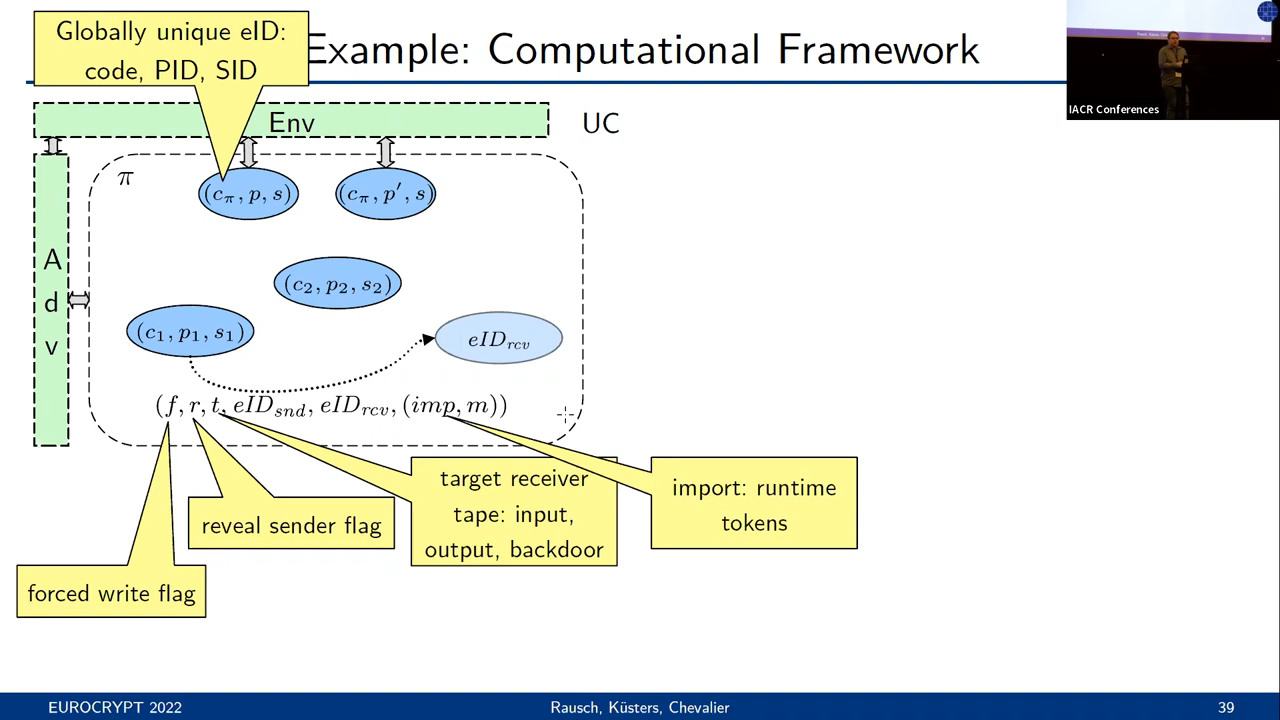 Globally unique eID:
code, PID, SID
Example: Computational Framework
IACR Conferences
Env
UC
π
(c_π, p, s)
(c_π, p′, s)
A
d
v
(c_2, p_2, s_2)
(c_1, p_1, s_1)
eID_rcv
(f, r, t, eID_snd, eID_rcv, (imp, m))
target receiver
tape: input,
output, backdoor
import: runtime
tokens
reveal sender flag
forced write flag
EUROCRYPT 2022
Rausch, Küsters, Chevalier
39